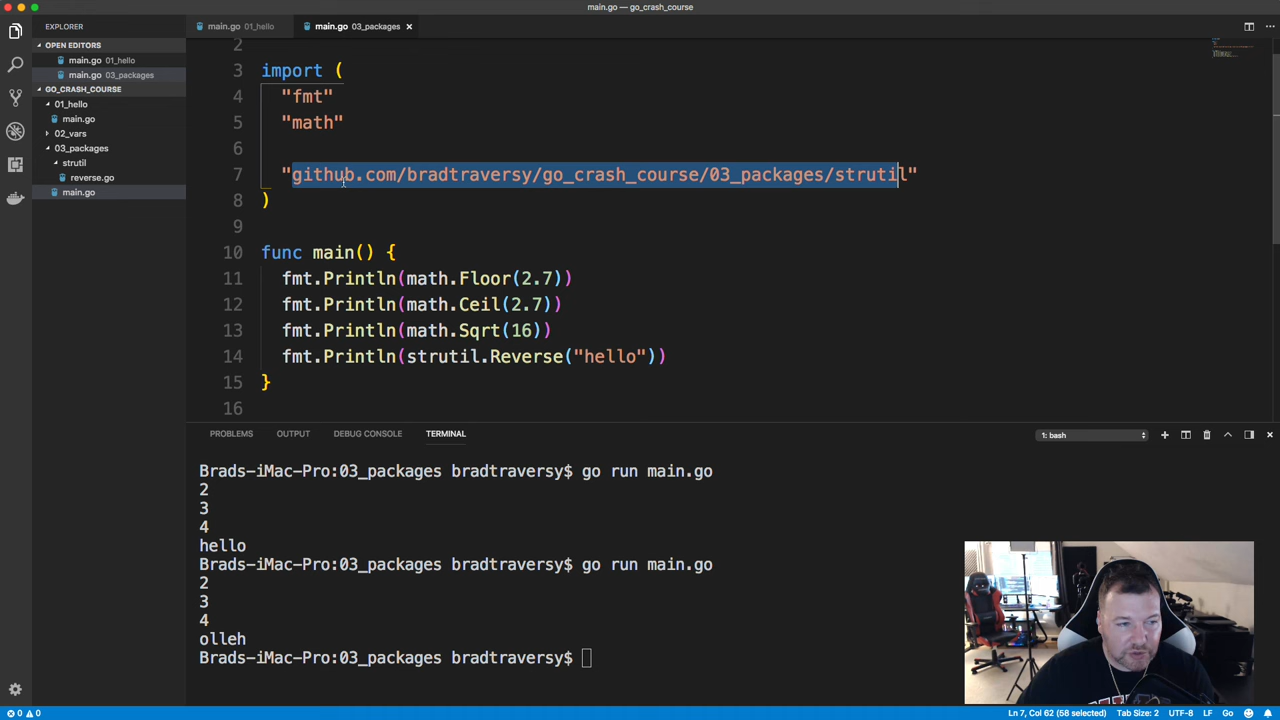 main.go — go_crash_course
EXPLORER
OPEN EDITORS
main.go 01_hello
main.go 03_packages
GO_CRASH_COURSE
01_hello
main.go
02_vars
03_packages
strutil
reverse.go
main.go
main.go 01_hello
main.go 03_packages
2
3 import (
4 "fmt"
5 "math"
6
7 "github.com/bradtraversy/go_crash_course/03_packages/strutil"
8 )
9
10 func main() {
11 fmt.Println(math.Floor(2.7))
12 fmt.Println(math.Ceil(2.7))
13 fmt.Println(math.Sqrt(16))
14 fmt.Println(strutil.Reverse("hello"))
15 }
16
PROBLEMS OUTPUT DEBUG CONSOLE TERMINAL 1: bash
Brads-iMac-Pro:03_packages bradtraversy$ go run main.go
2
3
4
hello
Brads-iMac-Pro:03_packages bradtraversy$ go run main.go
2
3
4
olleh
Brads-iMac-Pro:03_packages bradtraversy$
0 0 Ln 7, Col 62 (58 selected) Tab Size: 2 UTF-8 LF Go